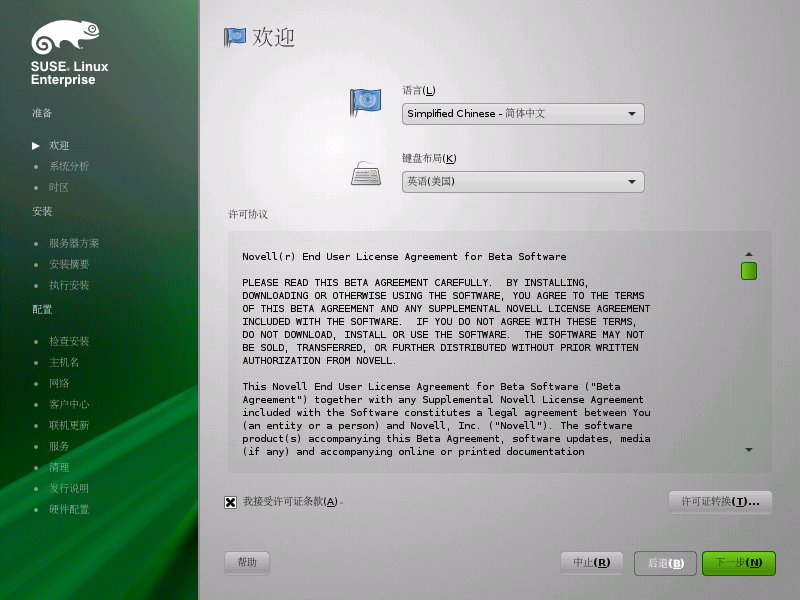 SUSE. Linux
Enterprise
准备
欢迎
系统分析
时区
安装
服务器方案
安装摘要
执行安装
配置
检查安装
主机名
网络
客户中心
联机更新
服务
清理
发行说明
硬件配置
欢迎
语言(L)
Simplified Chinese - 简体中文
键盘布局(K)
英语(美国)
许可协议
Novell(r) End User License Agreement for Beta Software
PLEASE READ THIS BETA AGREEMENT CAREFULLY.  BY INSTALLING,
DOWNLOADING OR OTHERWISE USING THE SOFTWARE, YOU AGREE TO THE TERMS
OF THIS BETA AGREEMENT AND ANY SUPPLEMENTAL NOVELL LICENSE AGREEMENT
INCLUDED WITH THE SOFTWARE.  IF YOU DO NOT AGREE WITH THESE TERMS,
DO NOT DOWNLOAD, INSTALL OR USE THE SOFTWARE.  THE SOFTWARE MAY NOT
BE SOLD, TRANSFERRED, OR FURTHER DISTRIBUTED WITHOUT PRIOR WRITTEN
AUTHORIZATION FROM NOVELL.
This Novell End User License Agreement for Beta Software ("Beta
Agreement") together with any Supplemental Novell License Agreement
included with the Software constitutes a legal agreement between You
(an entity or a person) and Novell, Inc. ("Novell"). The software
product(s) accompanying this Beta Agreement, software updates, media
(if any) and accompanying online or printed documentation
我接受许可证条款(A)。
许可证转换(T)...
帮助
中止(R)
后退(B)
下一步(N)